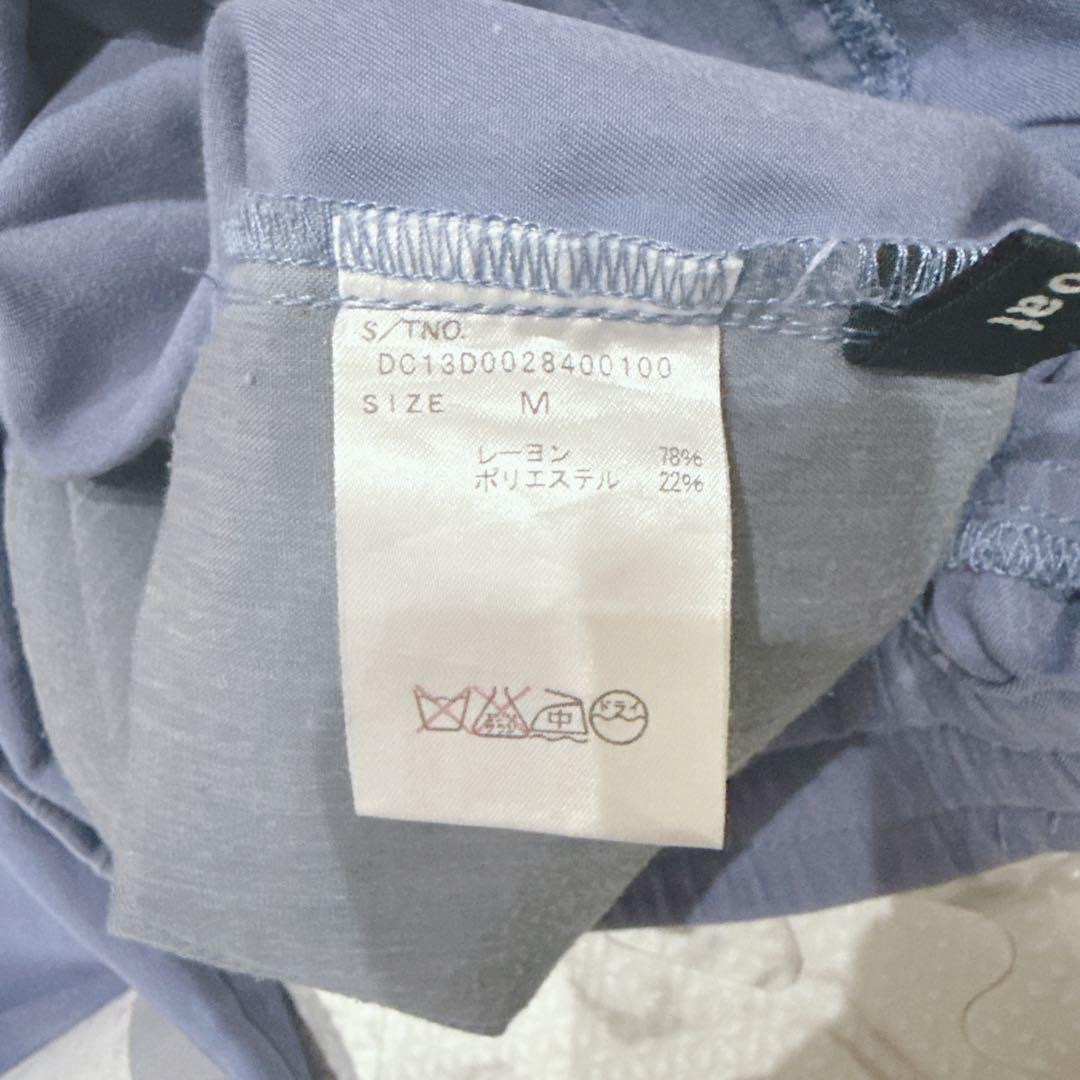 S/TNO.
DC13D0028400100
SIZE M
レーヨン 78%
ポリエステル 22%
中
ドライ